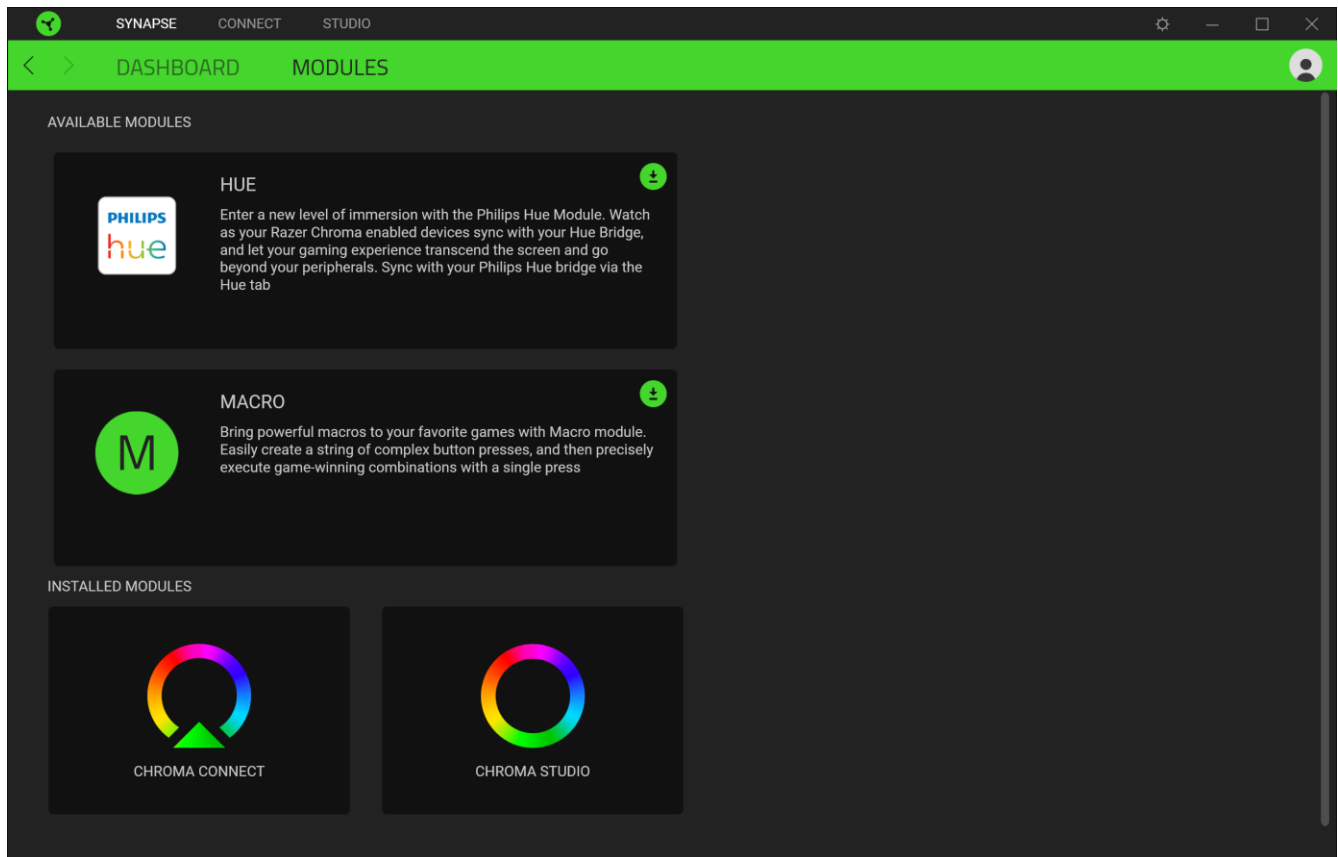 SYNAPSE CONNECT STUDIO
DASHBOARD MODULES
AVAILABLE MODULES
PHILIPS
hue
HUE
Enter a new level of immersion with the Philips Hue Module. Watch
as your Razer Chroma enabled devices sync with your Hue Bridge,
and let your gaming experience transcend the screen and go
beyond your peripherals. Sync with your Philips Hue bridge via the
Hue tab
M
MACRO
Bring powerful macros to your favorite games with Macro module.
Easily create a string of complex button presses, and then precisely
execute game-winning combinations with a single press
INSTALLED MODULES
CHROMA CONNECT
CHROMA STUDIO